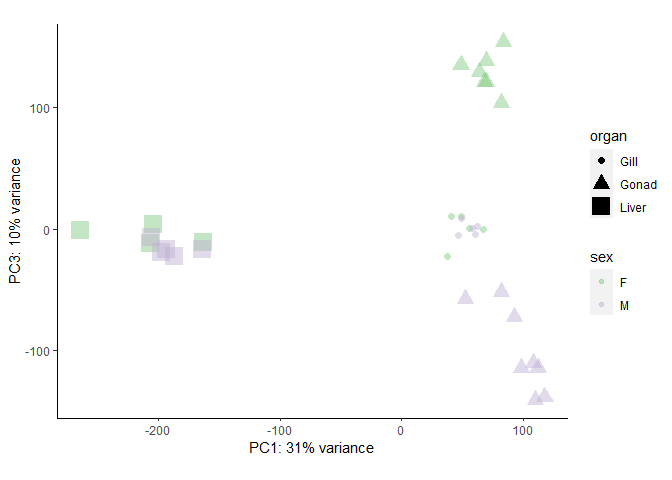 100
0
-100
PC3: 10% variance
-200
-100
0
100
PC1: 31% variance
organ
Gill
Gonad
Liver
sex
F
M